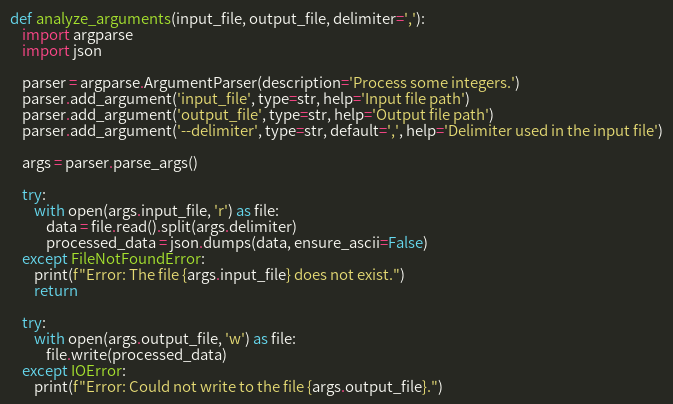 def analyze_arguments(input_file, output_file, delimiter=','):
    import argparse
    import json

    parser = argparse.ArgumentParser(description='Process some integers.')
    parser.add_argument('input_file', type=str, help='Input file path')
    parser.add_argument('output_file', type=str, help='Output file path')
    parser.add_argument('--delimiter', type=str, default=',', help='Delimiter used in the input file')

    args = parser.parse_args()

    try:
        with open(args.input_file, 'r') as file:
            data = file.read().split(args.delimiter)
            processed_data = json.dumps(data, ensure_ascii=False)
    except FileNotFoundError:
        print(f"Error: The file {args.input_file} does not exist.")
        return

    try:
        with open(args.output_file, 'w') as file:
            file.write(processed_data)
    except IOError:
        print(f"Error: Could not write to the file {args.output_file}.")